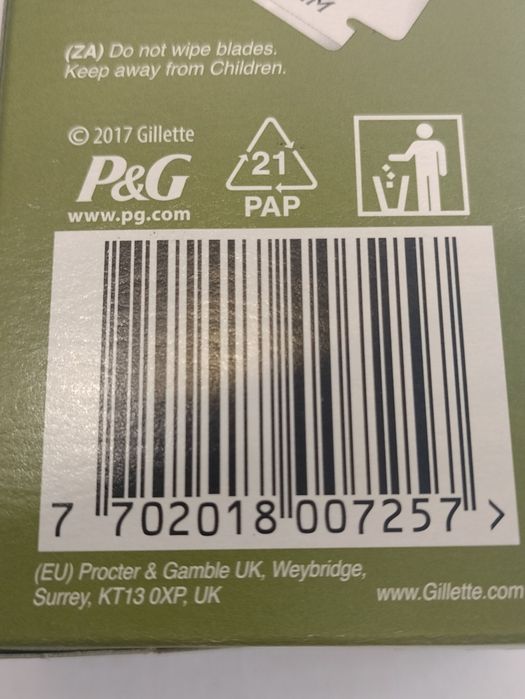 (ZA) Do not wipe blades.
Keep away from Children.
© 2017 Gillette
P&G
www.pg.com
21
PAP
7 702018 007257 >
(EU) Procter & Gamble UK, Weybridge,
Surrey, KT13 0XP, UK
www.Gillette.com